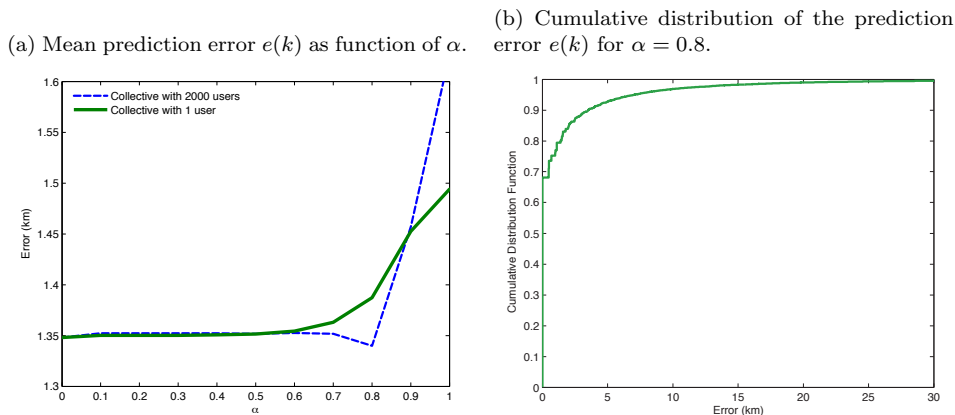 (a) Mean prediction error e(k) as function of α.
(b) Cumulative distribution of the prediction
error e(k) for α = 0.8.
1.6
1.55
1.5
1.45
1.4
1.35
1.3
Error (km)
Collective with 2000 users
Collective with 1 user
0 0.1 0.2 0.3 0.4 0.5 0.6 0.7 0.8 0.9 1
α
1
0.9
0.8
0.7
0.6
0.5
0.4
0.3
0.2
0.1
0
Cumulative Distribution Function
0 5 10 15 20 25 30
Error (km)